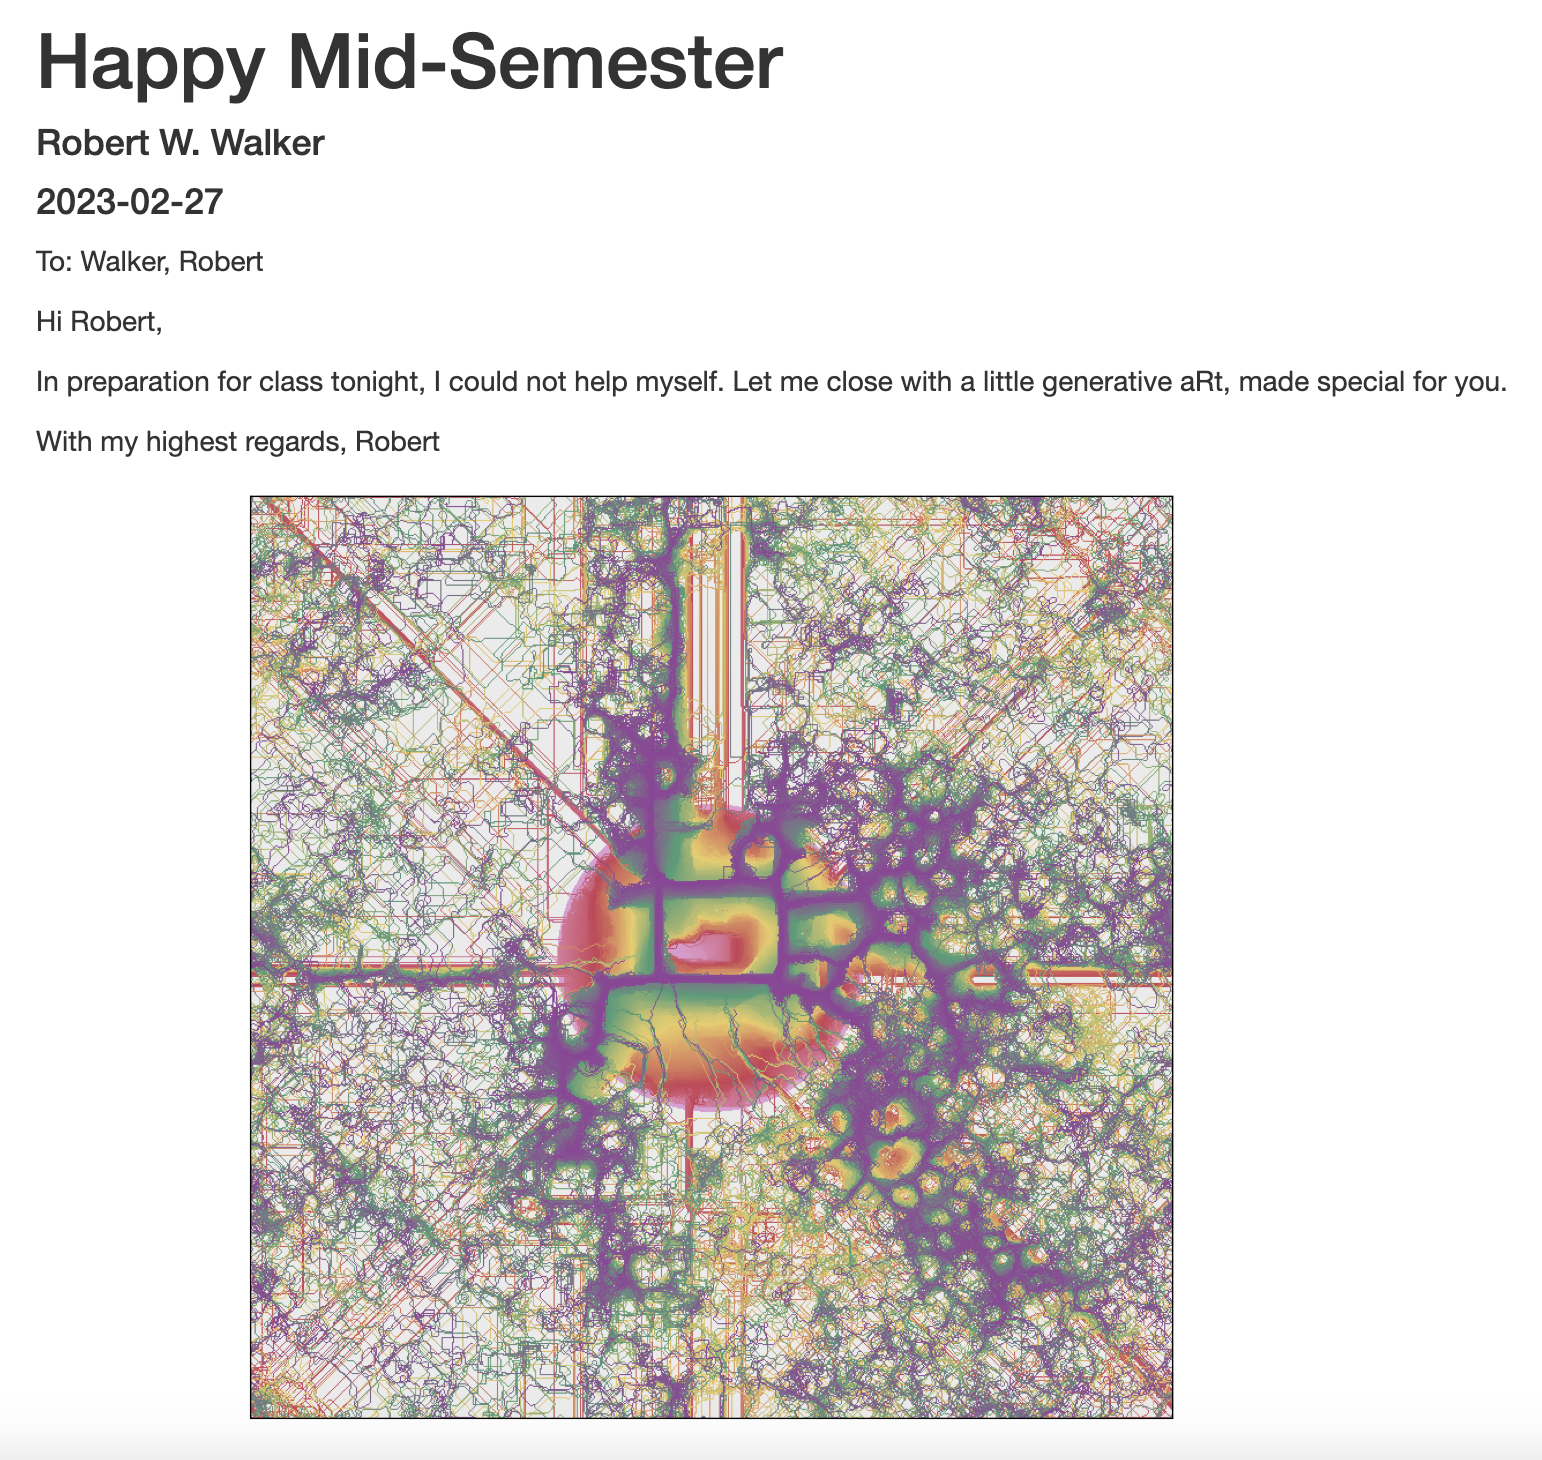 Happy Mid-Semester
Robert W. Walker
2023-02-27
To: Walker, Robert
Hi Robert,
In preparation for class tonight, I could not help myself. Let me close with a little generative aRt, made special for you.
With my highest regards, Robert